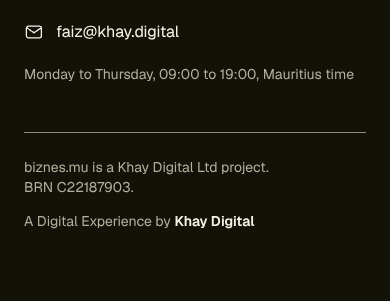 faiz@khay.digital
Monday to Thursday, 09:00 to 19:00, Mauritius time
biznes.mu is a Khay Digital Ltd project.
BRN C22187903.
A Digital Experience by Khay Digital